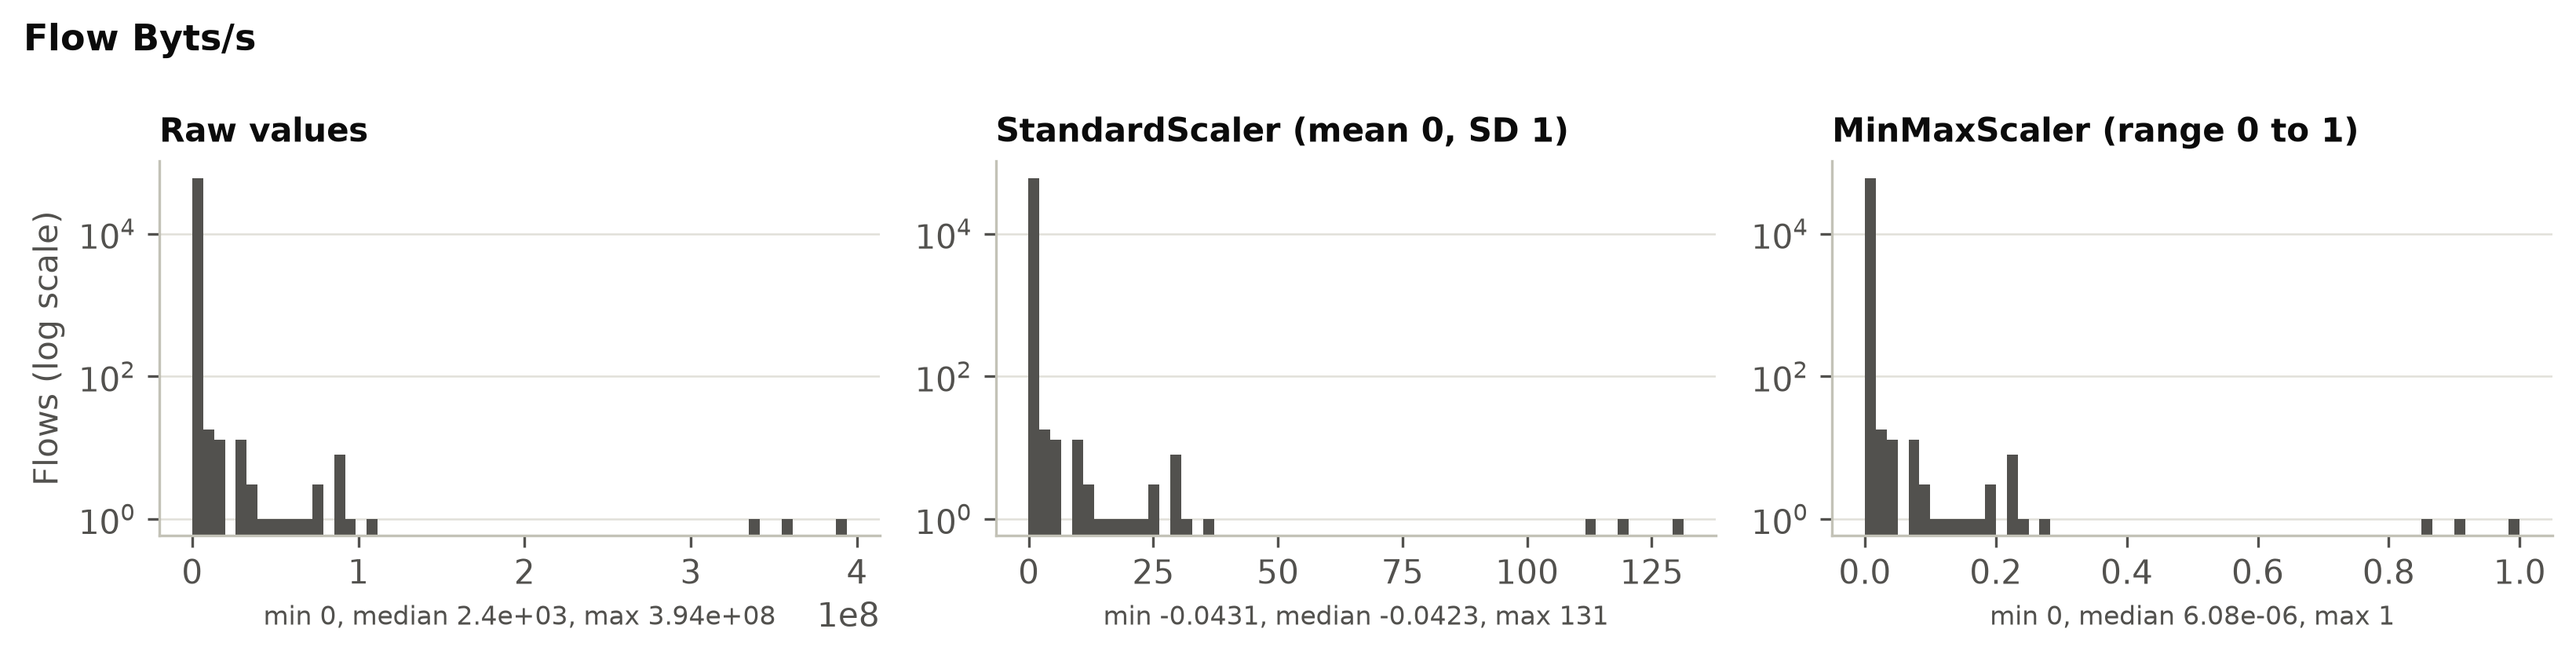 Flow Byts/s
Raw values
Flows (log scale)
10⁴
10²
10⁰
0 1 2 3 4
1e8
min 0, median 2.4e+03, max 3.94e+08
StandardScaler (mean 0, SD 1)
10⁴
10²
10⁰
0 25 50 75 100 125
min -0.0431, median -0.0423, max 131
MinMaxScaler (range 0 to 1)
10⁴
10²
10⁰
0.0 0.2 0.4 0.6 0.8 1.0
min 0, median 6.08e-06, max 1